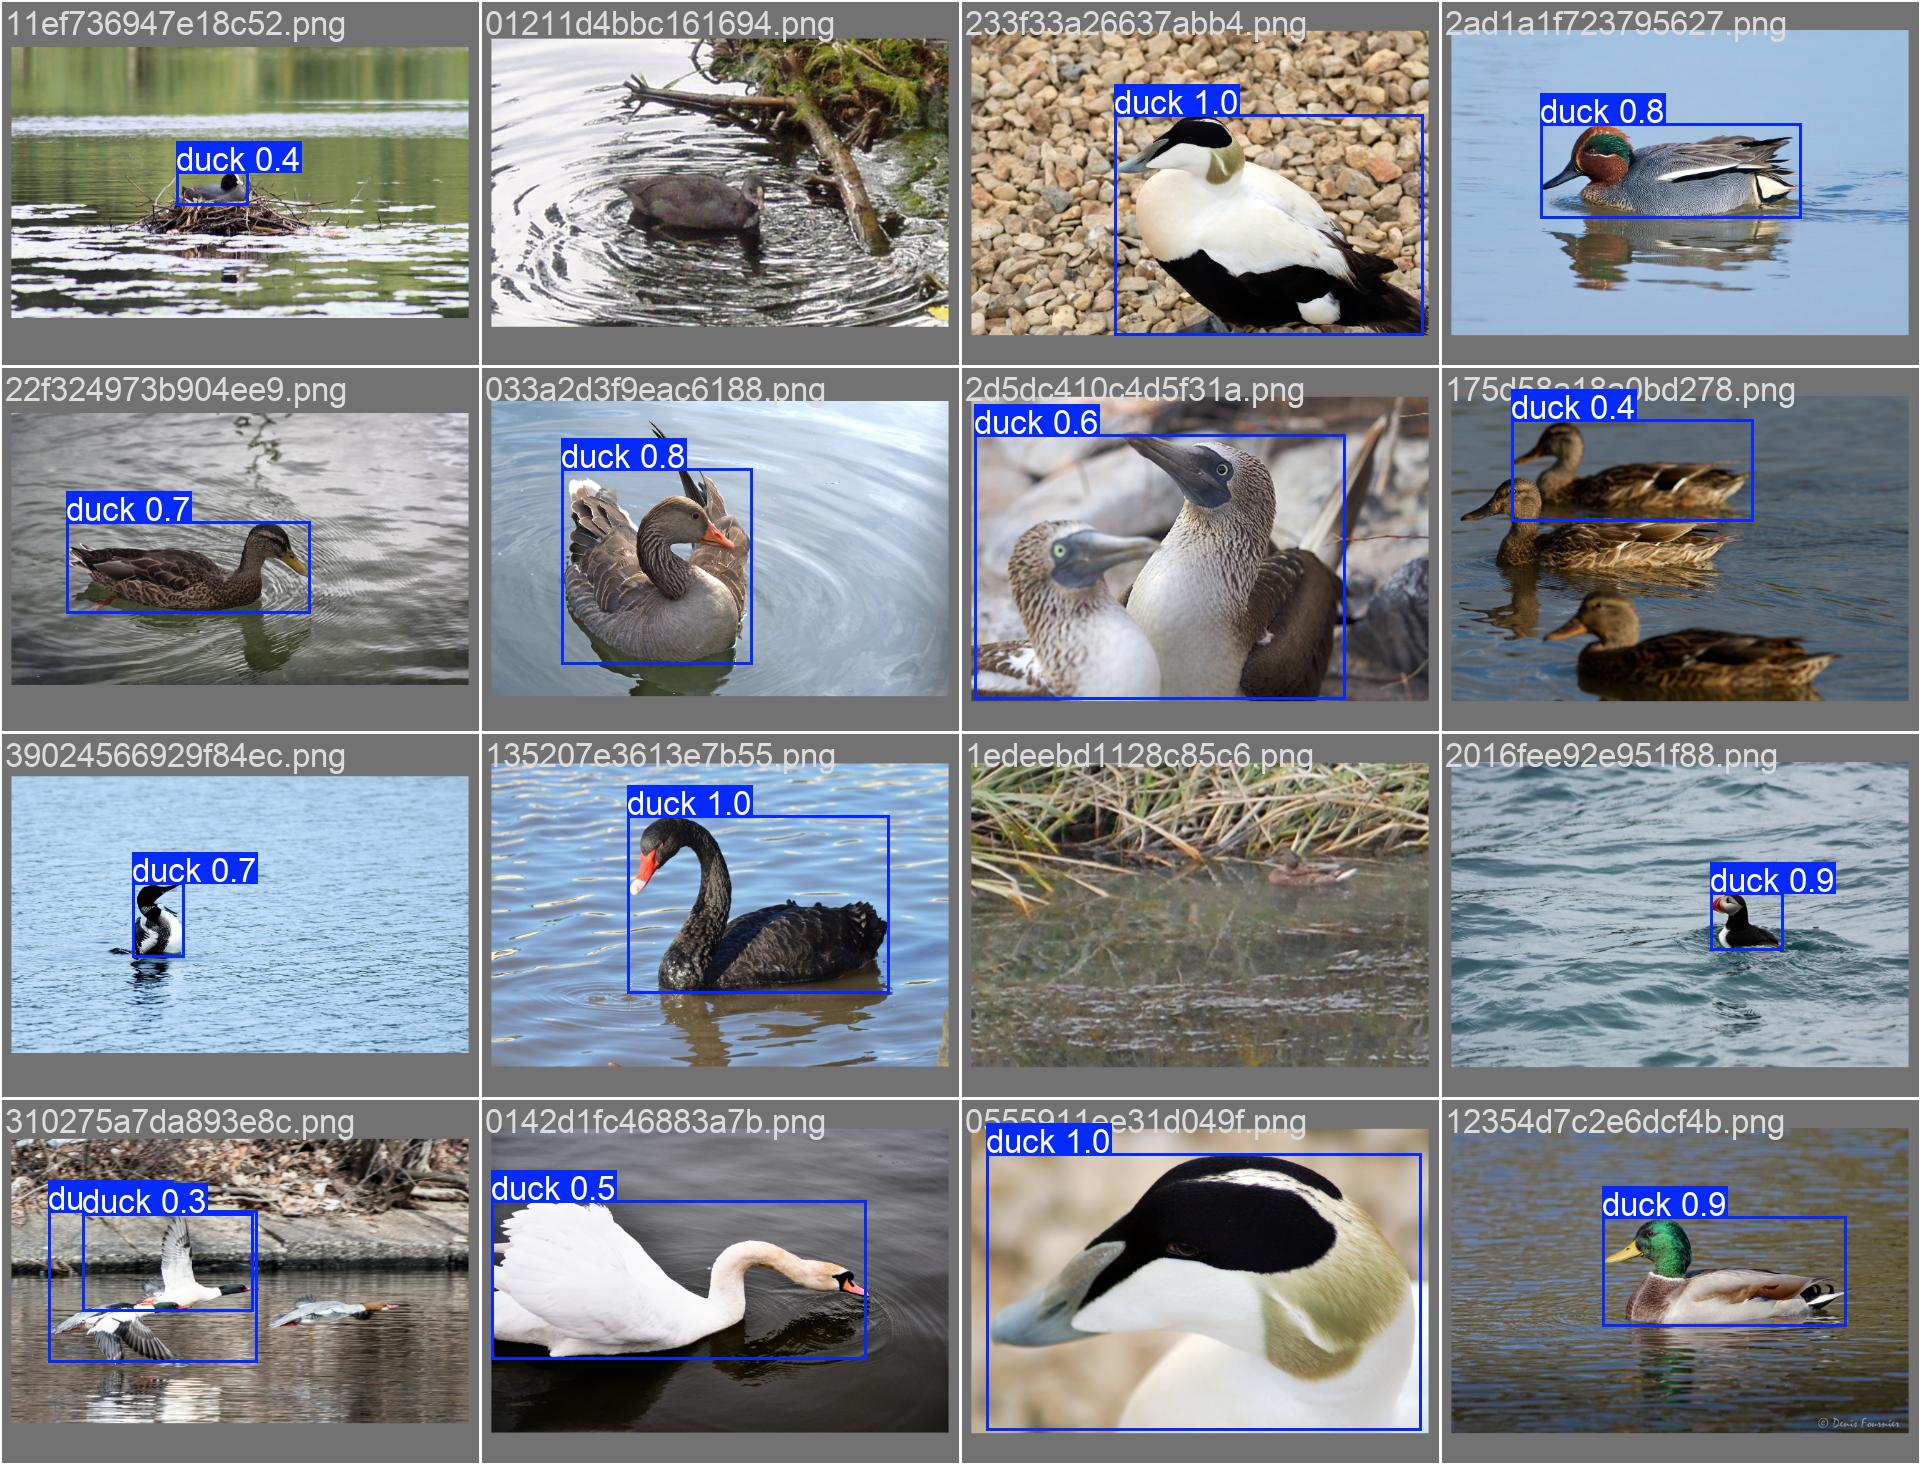 11ef736947e18c52.png
01211d4bbc161694.png
233f33a26637abb4.png
2ad1a1f723795627.png
duck 0.4
duck 1.0
duck 0.8
22f324973b904ee9.png
033a2d3f9eac6188.png
2d5dc410c4d5f31a.png
175d58a18a0bd278.png
duck 0.7
duck 0.8
duck 0.6
duck 0.4
39024566929f84ec.png
135207e3613e7b55.png
1edeebd1128c85c6.png
2016fee92e951f88.png
duck 0.7
duck 1.0
duck 0.9
310275a7da893e8c.png
0142d1fc46883a7b.png
0555911ee31d049f.png
12354d7c2e6dcf4b.png
du
duck 0.3
duck 0.5
duck 1.0
duck 0.9
© Denis Fournier